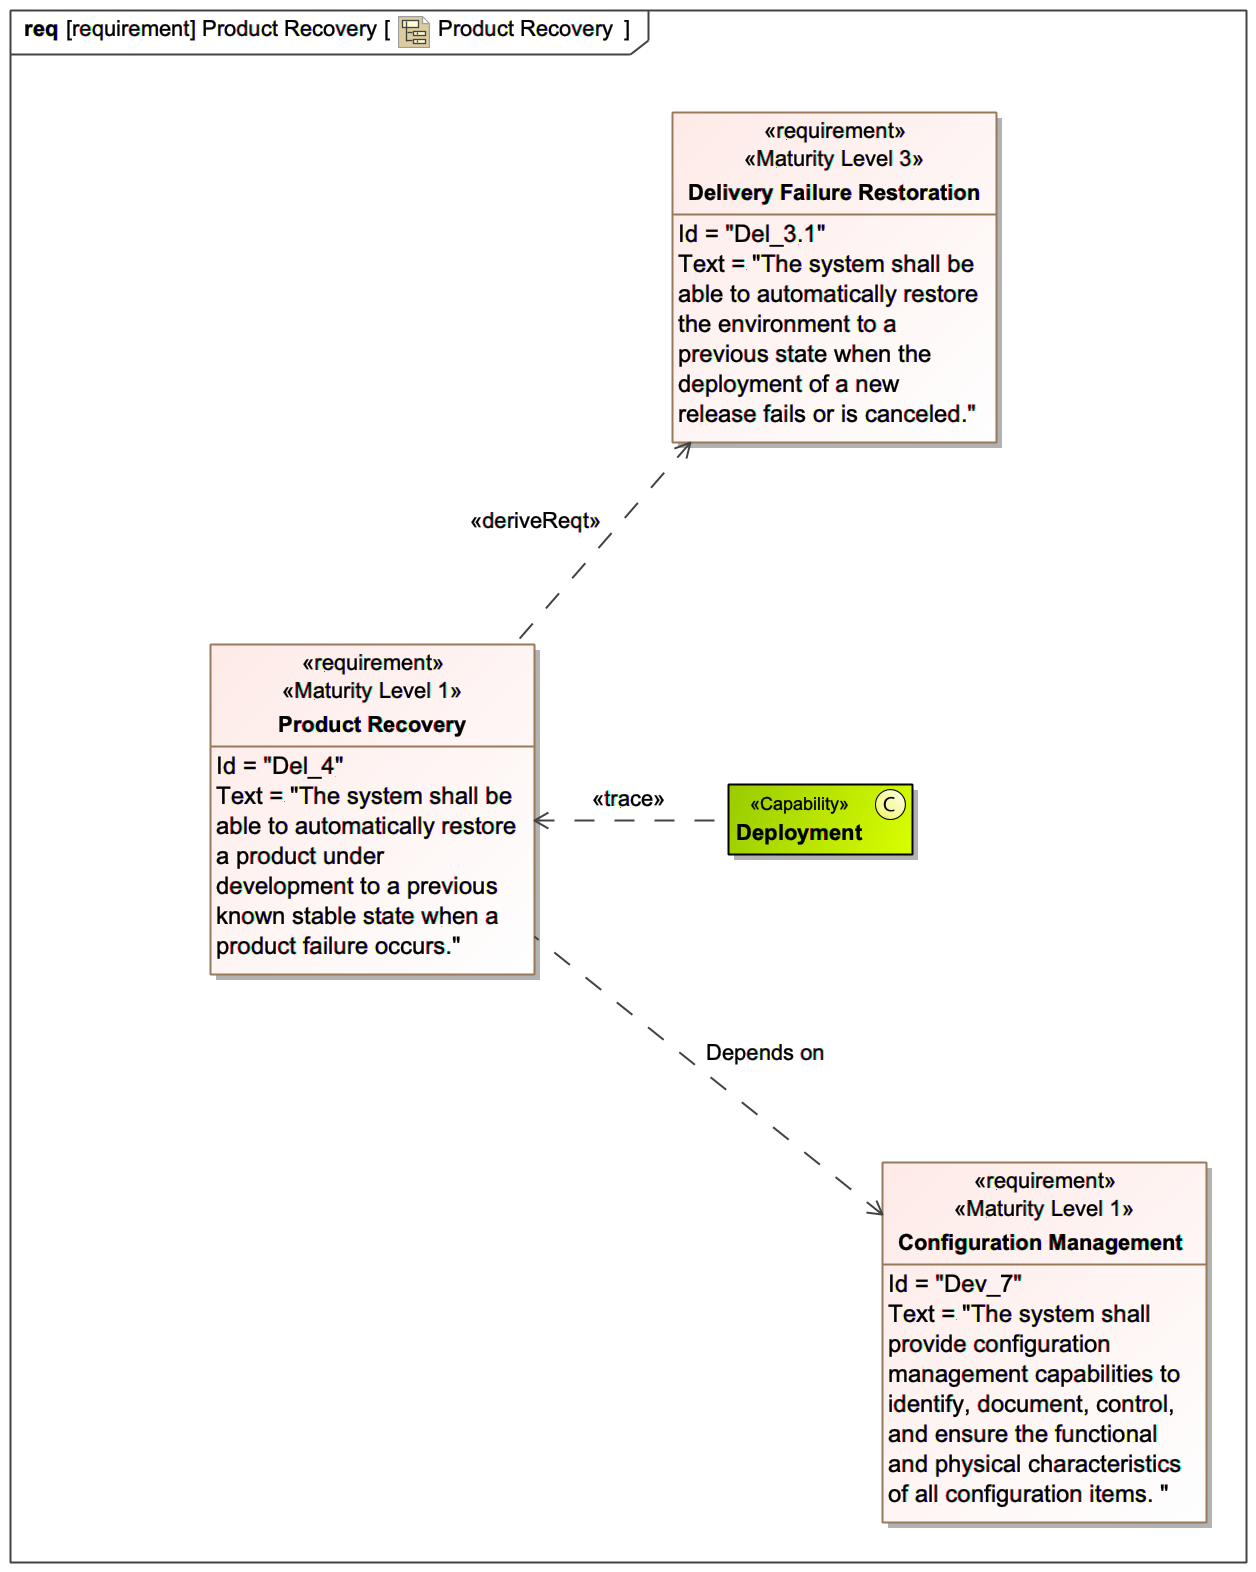 req [requirement] Product Recovery [ Product Recovery ]
«requirement»
«Maturity Level 3»
Delivery Failure Restoration
Id = "Del_3.1"
Text = "The system shall be
able to automatically restore
the environment to a
previous state when the
deployment of a new
release fails or is canceled."
«deriveReqt»
«requirement»
«Maturity Level 1»
Product Recovery
Id = "Del_4"
Text = "The system shall be
able to automatically restore
a product under
development to a previous
known stable state when a
product failure occurs."
«trace»
«Capability»
C
Deployment
Depends on
«requirement»
«Maturity Level 1»
Configuration Management
Id = "Dev_7"
Text = "The system shall
provide configuration
management capabilities to
identify, document, control,
and ensure the functional
and physical characteristics
of all configuration items. "